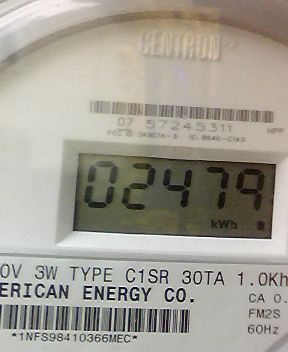 CENTRON
07 57245311
HPP
02479
kWh
0V 3W TYPE C1SR 30TA 1.0Kh
ERICAN ENERGY CO.
CA 0.
FM2S
60Hz
*1NFS98410366MEC*